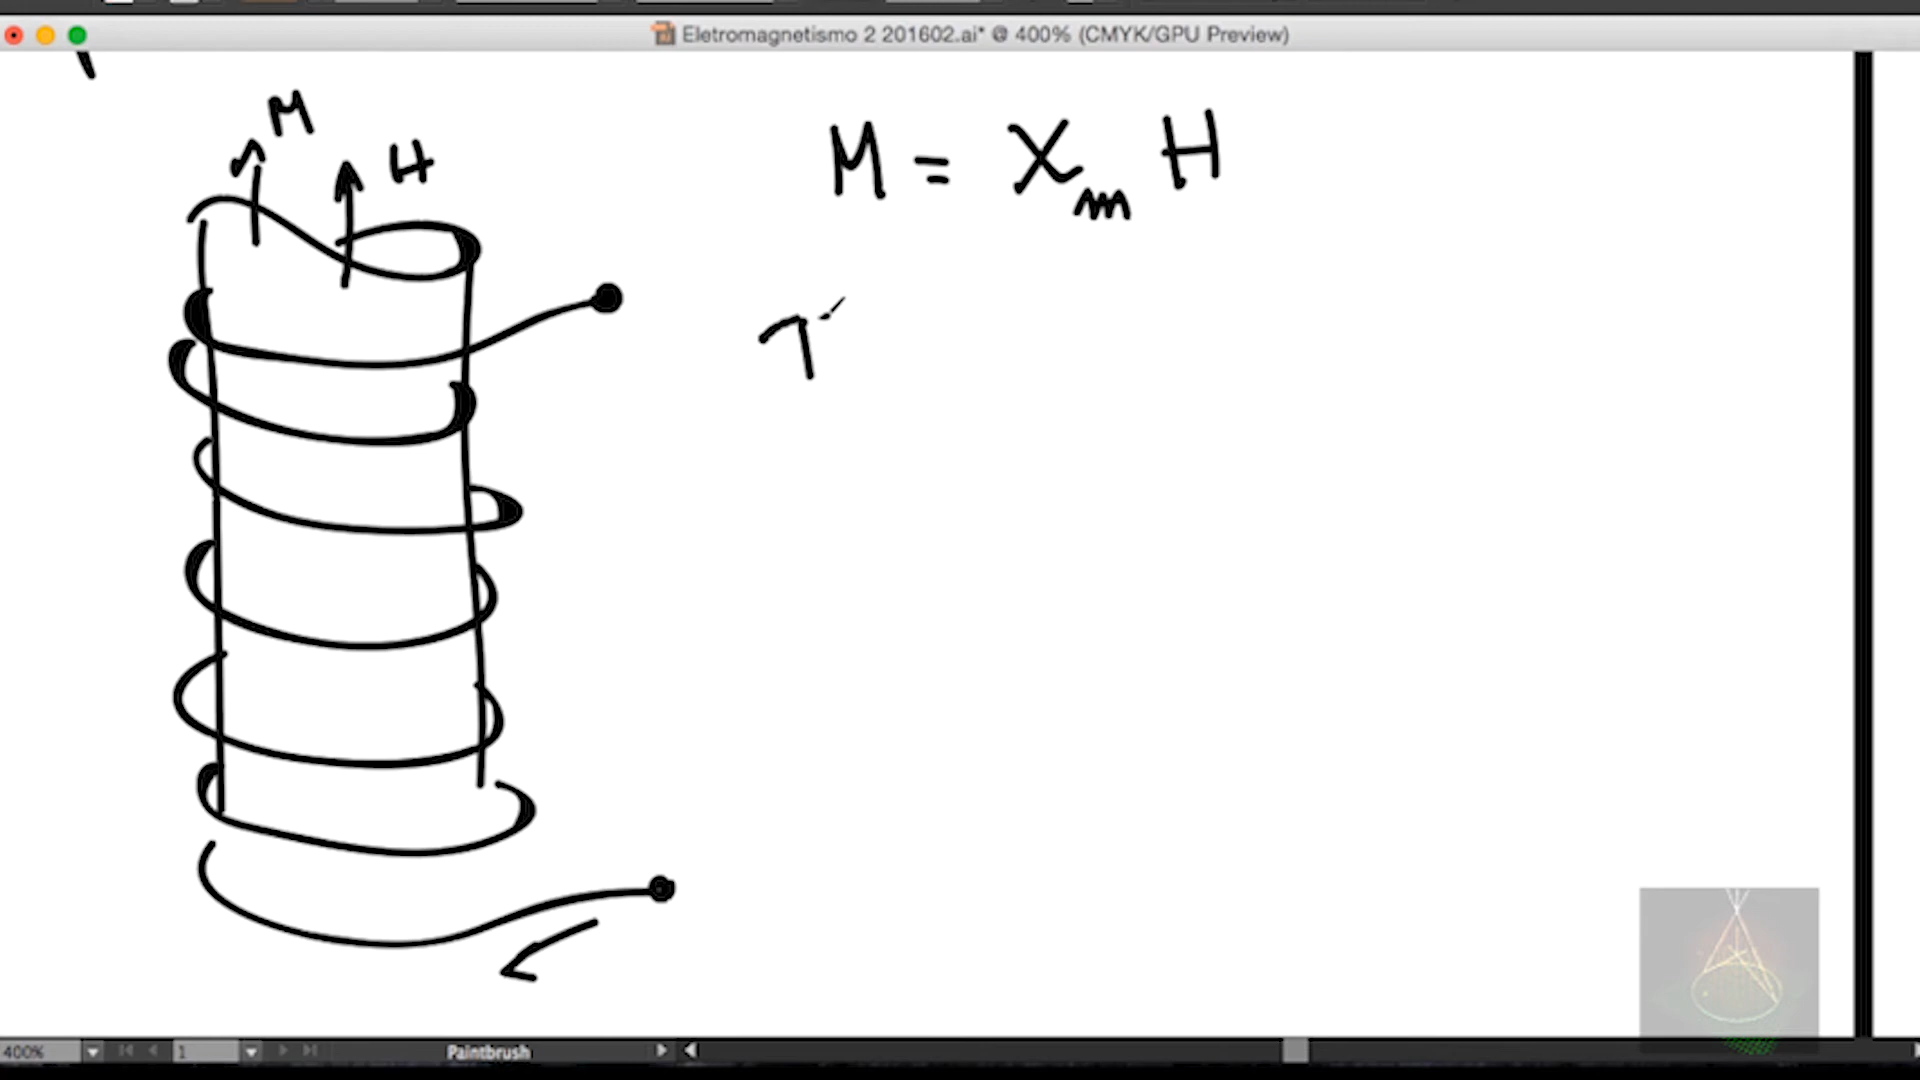 Eletromagnetismo 2 201602.ai* @ 400% (CMYK/GPU Preview)
M
H
M = Xm H
400%
1
Paintbrush